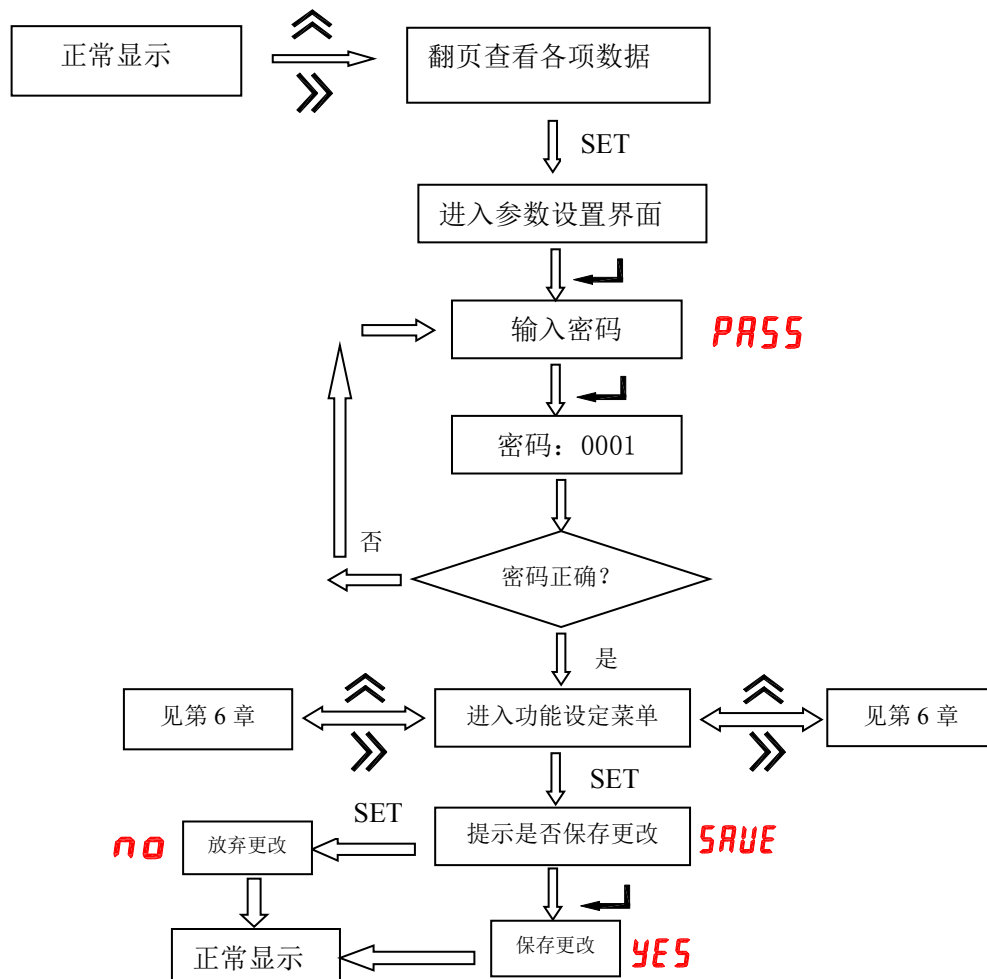 正常显示
翻页查看各项数据
SET
进入参数设置界面
输入密码
PASS
密码：0001
否
密码正确？
是
见第 6 章
进入功能设定菜单
见第 6 章
SET
SET
no
放弃更改
提示是否保存更改
SAVE
正常显示
保存更改
YES